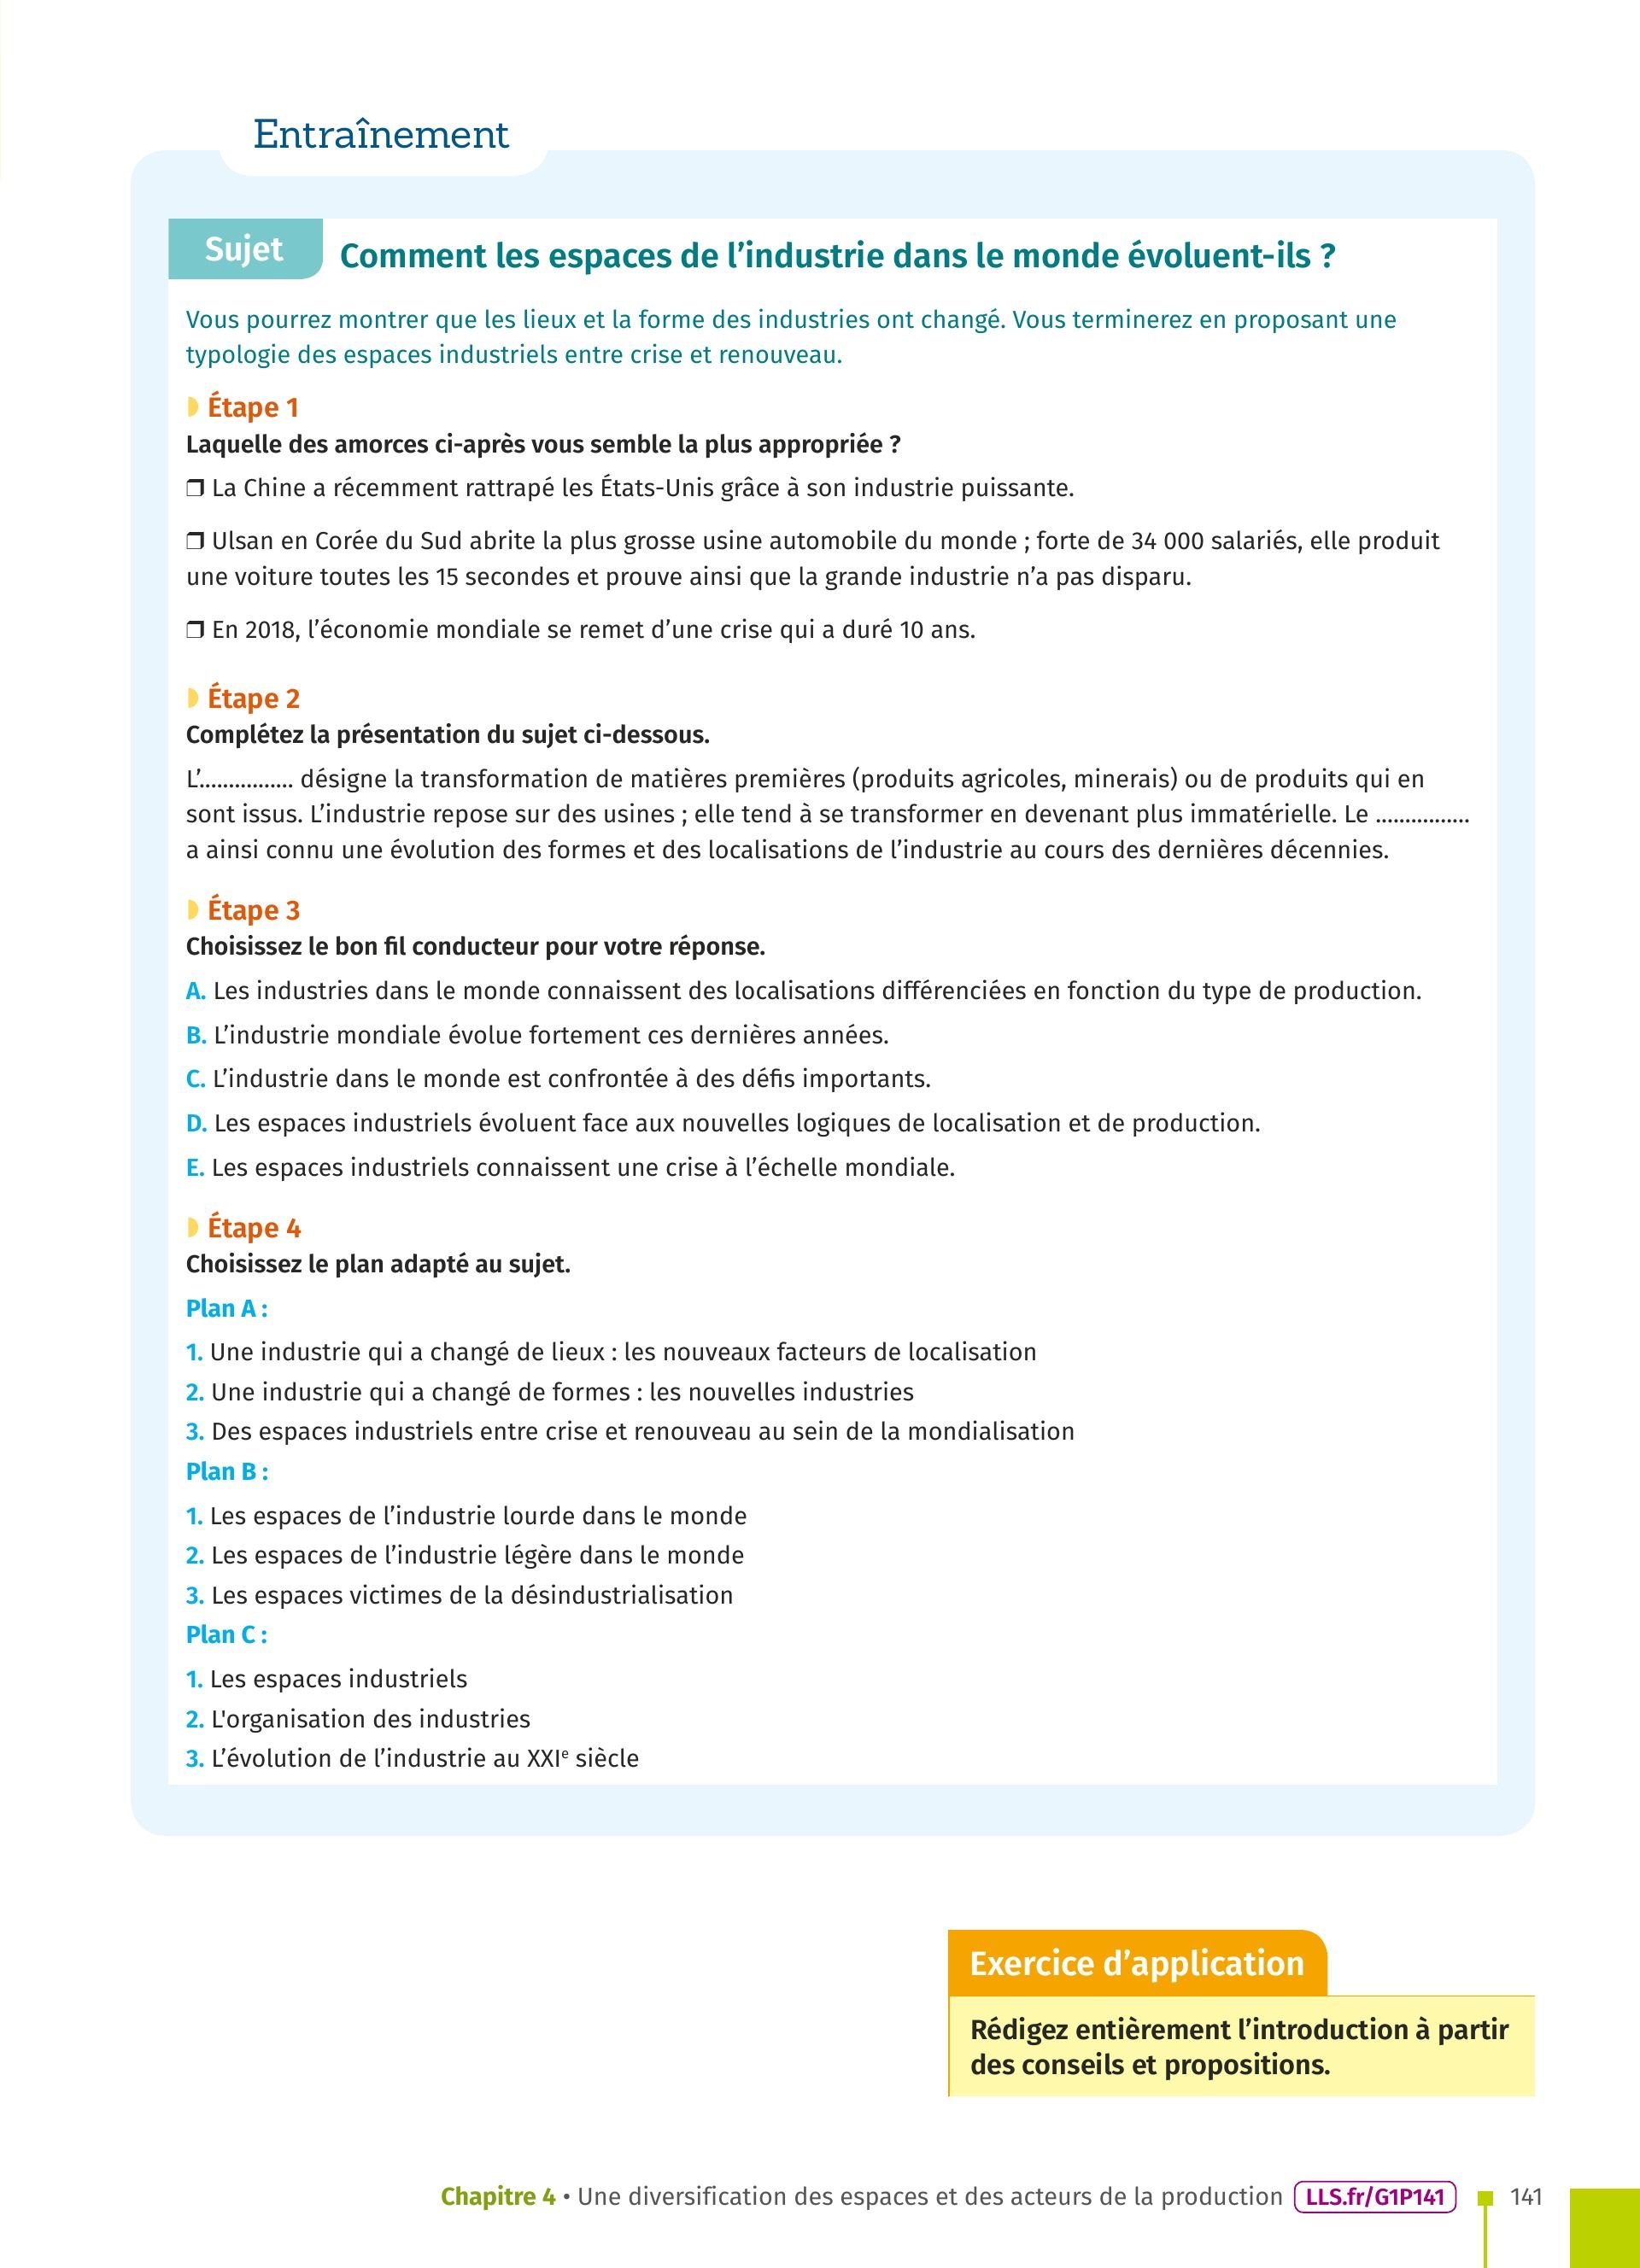 Entraînement
Sujet
Comment les espaces de l’industrie dans le monde évoluent-ils ?
Vous pourrez montrer que les lieux et la forme des industries ont changé. Vous terminerez en proposant une
typologie des espaces industriels entre crise et renouveau.
Étape 1
Laquelle des amorces ci-après vous semble la plus appropriée ?
❒ La Chine a récemment rattrapé les États-Unis grâce à son industrie puissante.
❒ Ulsan en Corée du Sud abrite la plus grosse usine automobile du monde ; forte de 34 000 salariés, elle produit
une voiture toutes les 15 secondes et prouve ainsi que la grande industrie n’a pas disparu.
❒ En 2018, l’économie mondiale se remet d’une crise qui a duré 10 ans.
Étape 2
Complétez la présentation du sujet ci-dessous.
L’................ désigne la transformation de matières premières (produits agricoles, minerais) ou de produits qui en
sont issus. L’industrie repose sur des usines ; elle tend à se transformer en devenant plus immatérielle. Le ................
a ainsi connu une évolution des formes et des localisations de l’industrie au cours des dernières décennies.
Étape 3
Choisissez le bon fil conducteur pour votre réponse.
A. Les industries dans le monde connaissent des localisations différenciées en fonction du type de production.
B. L’industrie mondiale évolue fortement ces dernières années.
C. L’industrie dans le monde est confrontée à des défis importants.
D. Les espaces industriels évoluent face aux nouvelles logiques de localisation et de production.
E. Les espaces industriels connaissent une crise à l’échelle mondiale.
Étape 4
Choisissez le plan adapté au sujet.
Plan A :
1. Une industrie qui a changé de lieux : les nouveaux facteurs de localisation
2. Une industrie qui a changé de formes : les nouvelles industries
3. Des espaces industriels entre crise et renouveau au sein de la mondialisation
Plan B :
1. Les espaces de l’industrie lourde dans le monde
2. Les espaces de l’industrie légère dans le monde
3. Les espaces victimes de la désindustrialisation
Plan C :
1. Les espaces industriels
2. L'organisation des industries
3. L’évolution de l’industrie au XXIe siècle
Exercice d’application
Rédigez entièrement l’introduction à partir
des conseils et propositions.
Chapitre 4 • Une diversification des espaces et des acteurs de la production LLS.fr/G1P141 141